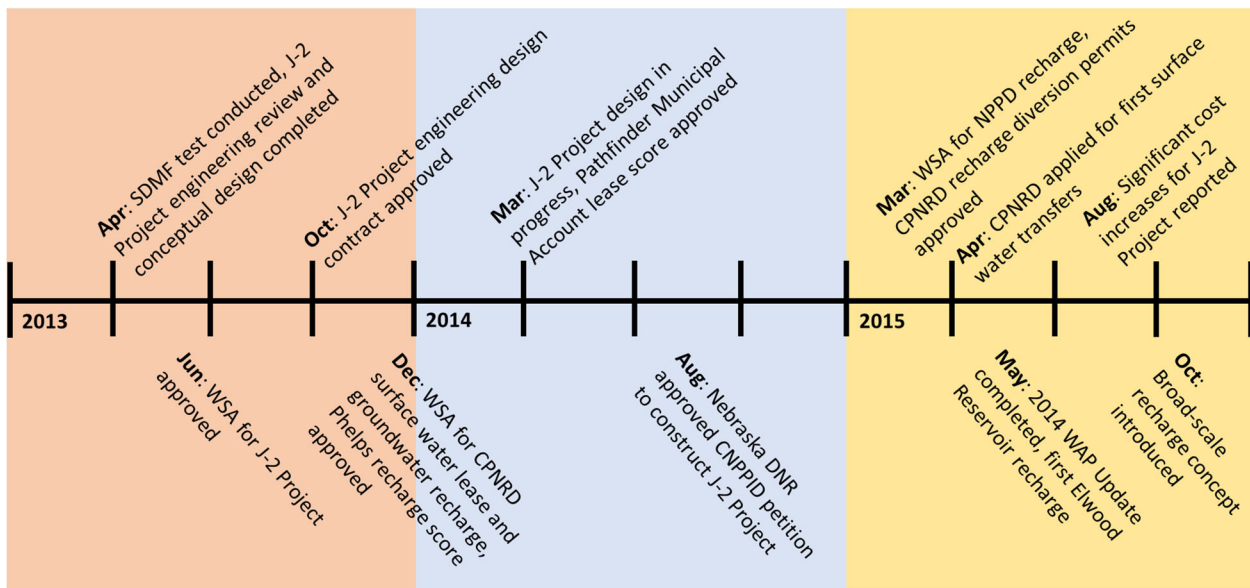 Apr: SDMF test conducted, J-2
Project engineering review and
conceptual design completed
Oct: J-2 Project engineering design
contract approved
Mar: J-2 Project design in
progress, Pathfinder Municipal
Account lease score approved
Mar: WSA for NPPD recharge,
CPNRD recharge diversion permits
approved
Apr: CPNRD applied for first surface
water transfers
Aug: Significant cost
increases for J-2
Project reported
2013
2014
2015
Jun: WSA for J-2 Project
approved
Dec: WSA for CPNRD
surface water lease and
groundwater recharge,
Phelps recharge score
approved
Aug: Nebraska DNR
approved CNPPID petition
to construct J-2 Project
May: 2014 WAP Update
completed, first Elwood
Reservoir recharge
Oct:
Broad-scale
recharge concept
introduced